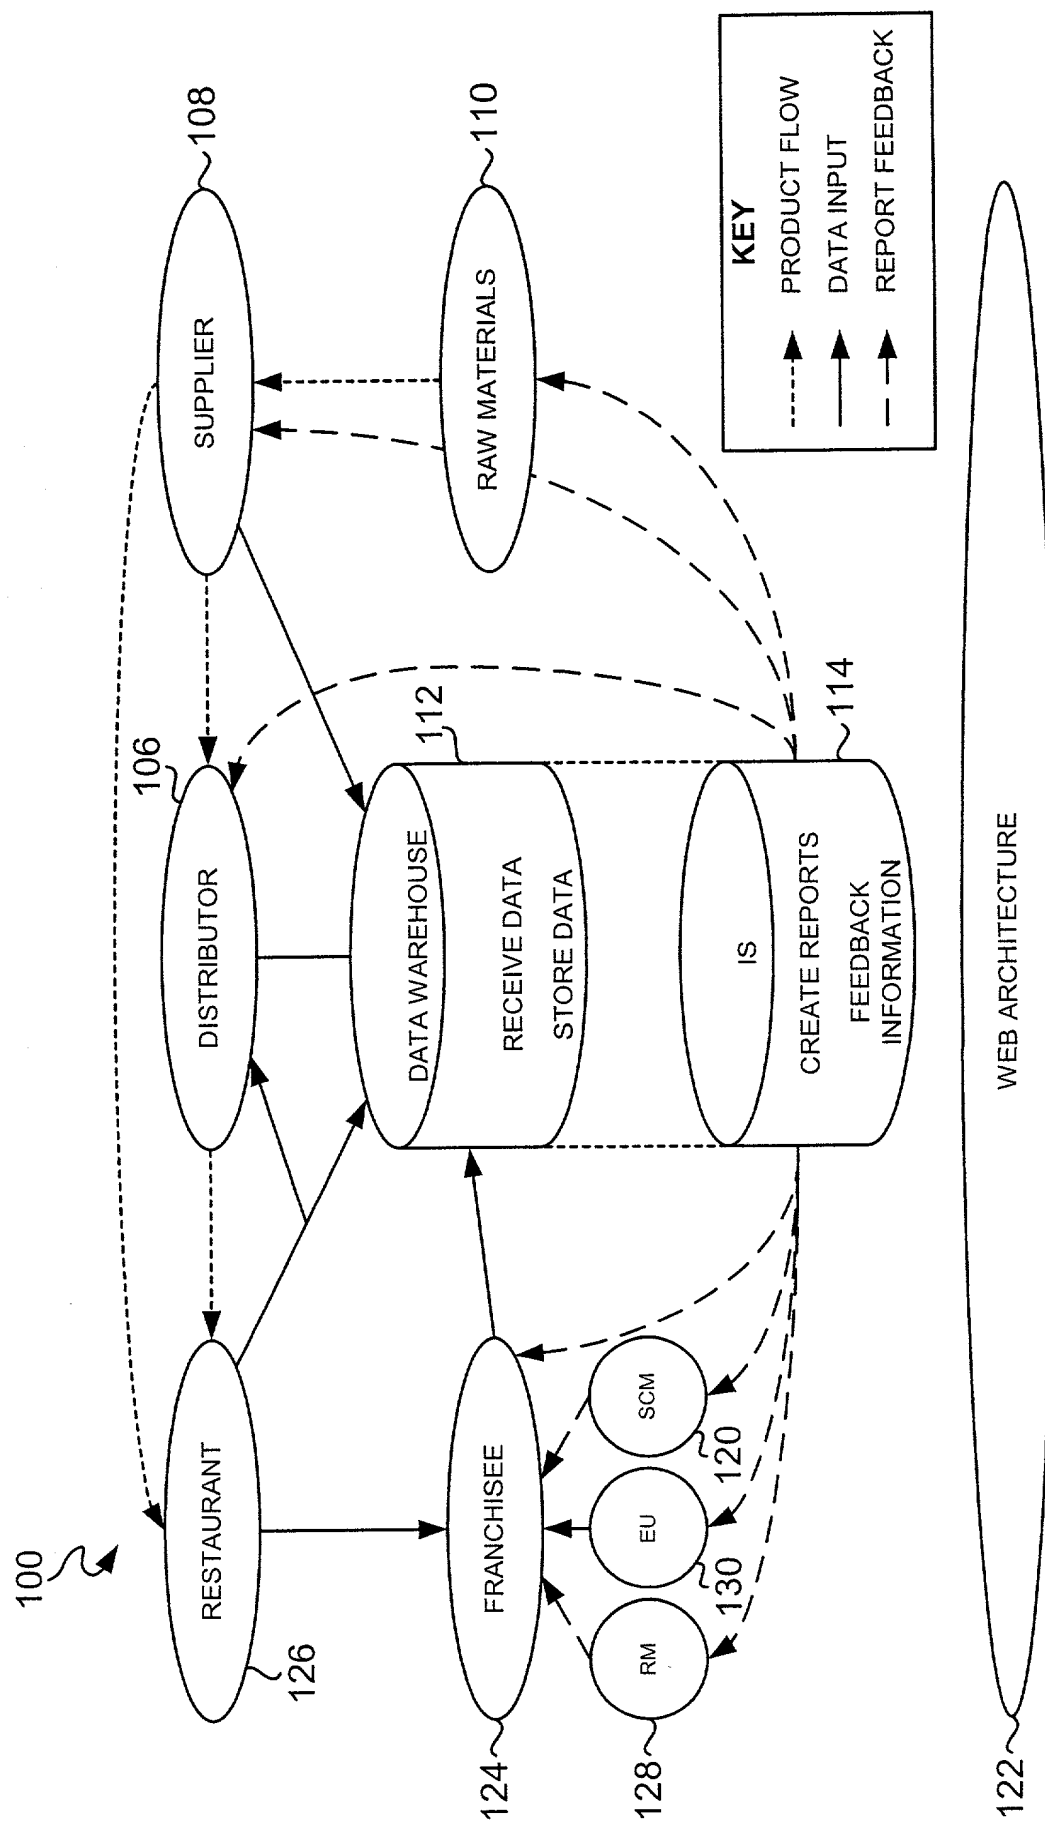 100
126
RESTAURANT
106
DISTRIBUTOR
108
SUPPLIER
124
FRANCHISEE
112
DATA WAREHOUSE
RECEIVE DATA
STORE DATA
110
RAW MATERIALS
128
RM
130
EU
120
SCM
114
IS
CREATE REPORTS
FEEDBACK
INFORMATION
KEY
PRODUCT FLOW
DATA INPUT
REPORT FEEDBACK
122
WEB ARCHITECTURE